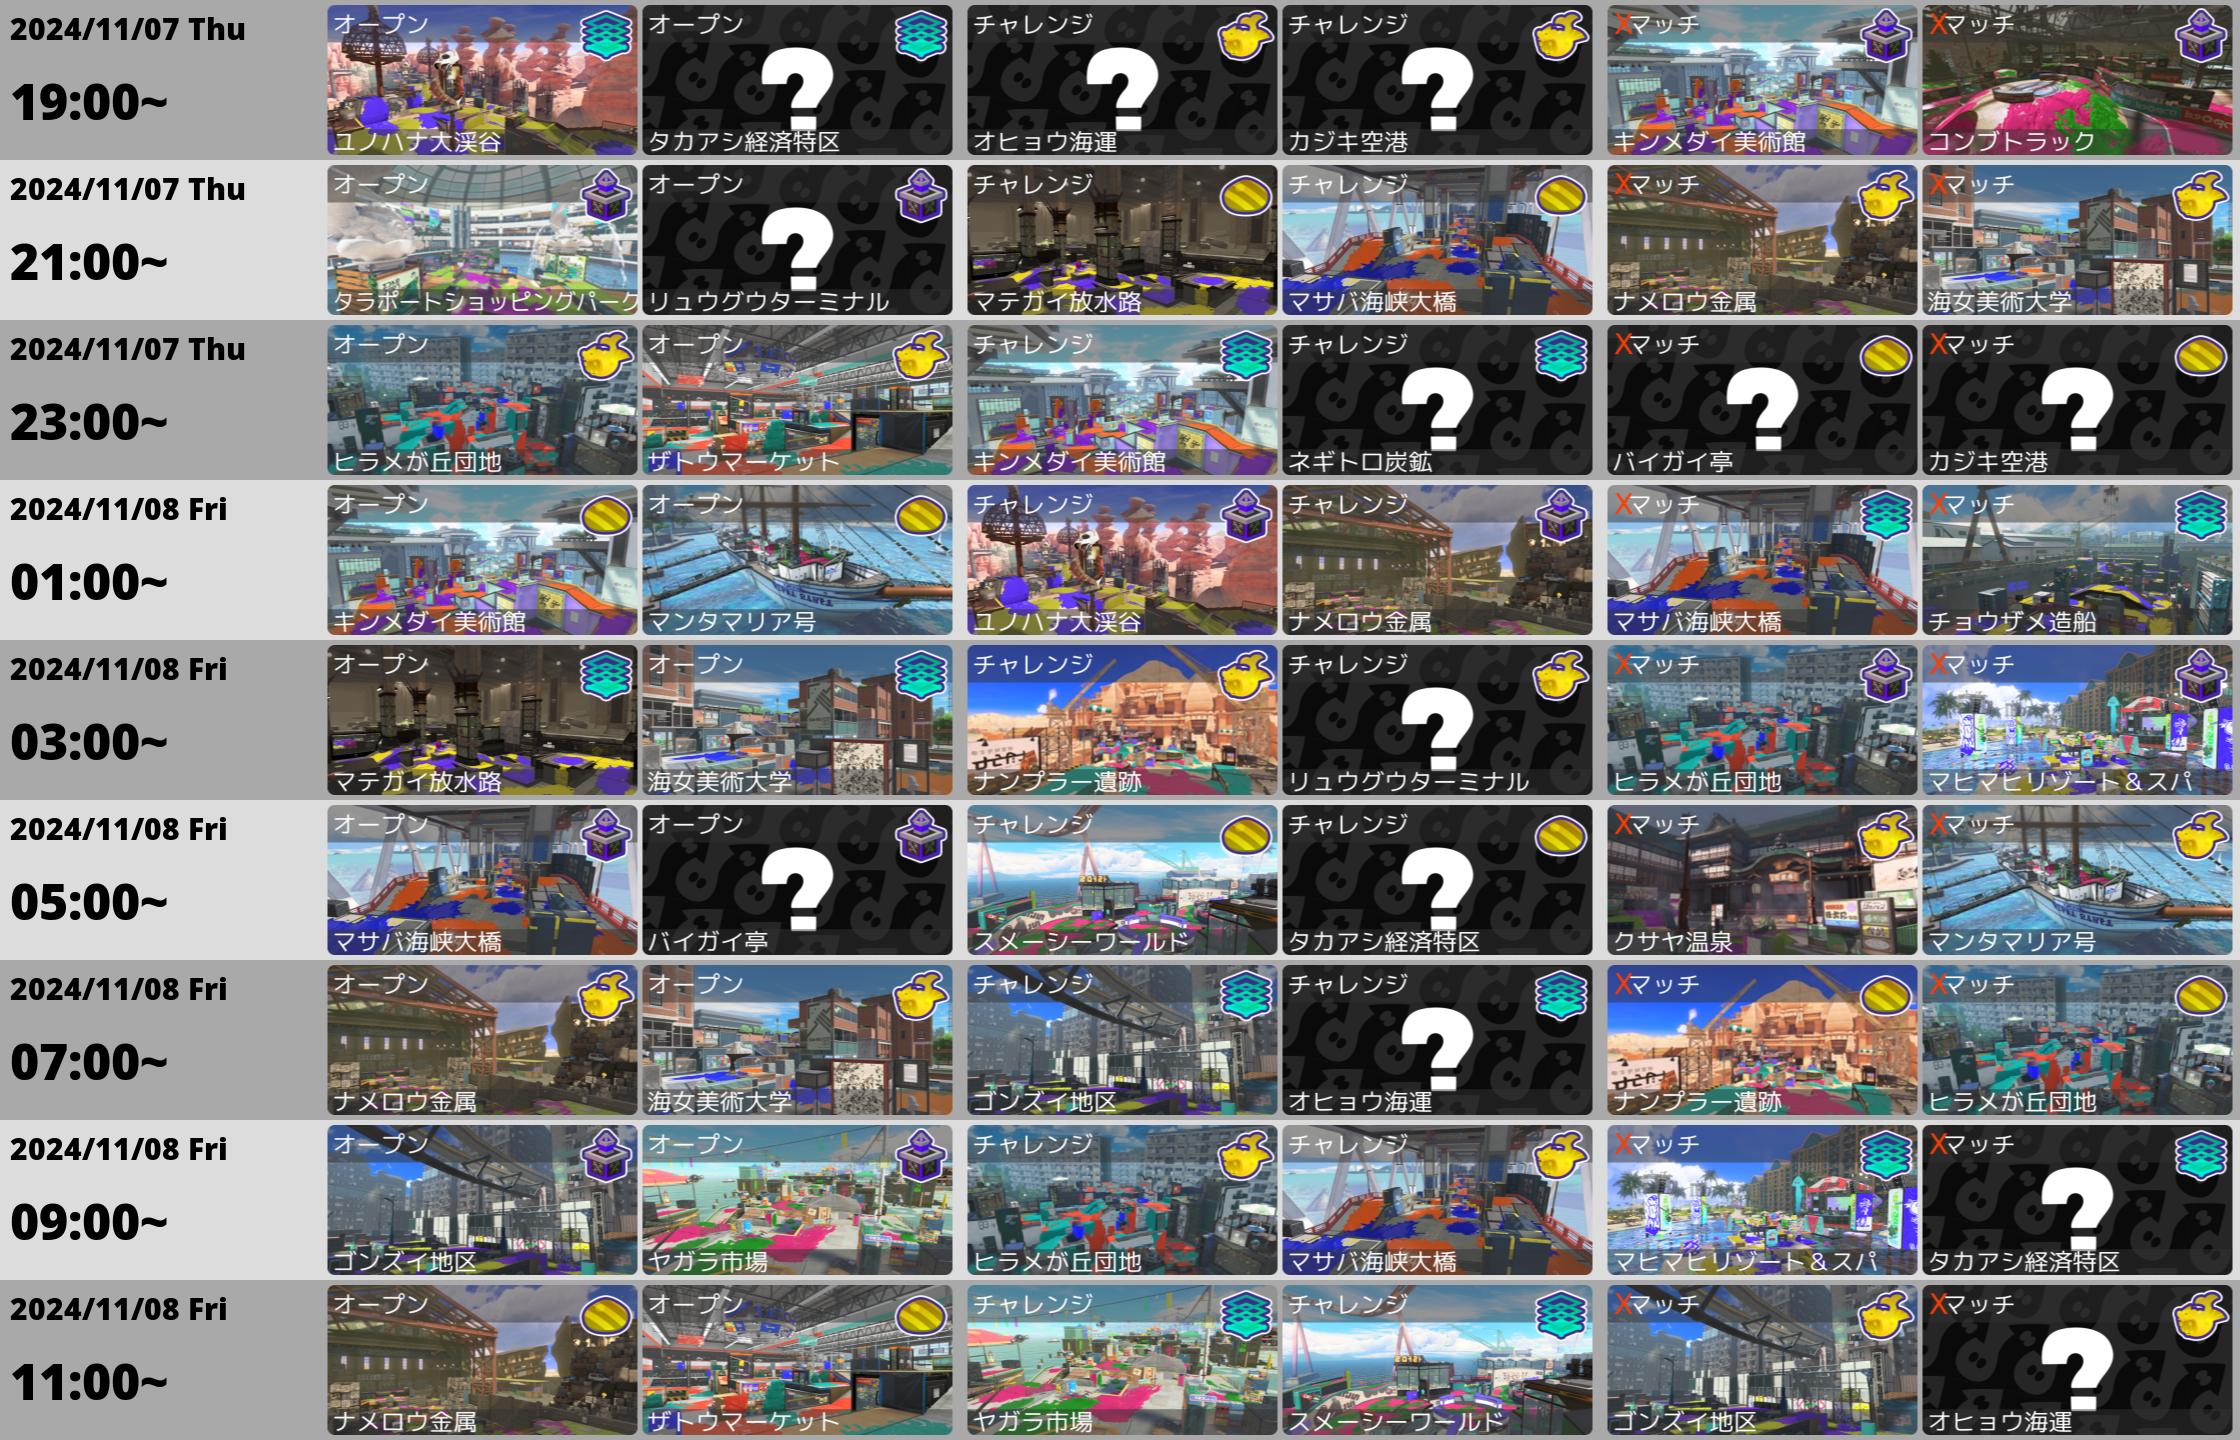 2024/11/07 Thu
19:00~
オープン
ユノハナ大渓谷
オープン
タカアシ経済特区
チャレンジ
オヒョウ海運
チャレンジ
カジキ空港
Xマッチ
キンメダイ美術館
Xマッチ
コンブトラック
2024/11/07 Thu
21:00~
オープン
タラポートショッピングパーク
オープン
リュウグウターミナル
チャレンジ
マテガイ放水路
チャレンジ
マサバ海峡大橋
Xマッチ
ナメロウ金属
Xマッチ
海女美術大学
2024/11/07 Thu
23:00~
オープン
ヒラメが丘団地
オープン
ザトウマーケット
チャレンジ
キンメダイ美術館
チャレンジ
ネギトロ炭鉱
Xマッチ
バイガイ亭
Xマッチ
カジキ空港
2024/11/08 Fri
01:00~
オープン
キンメダイ美術館
オープン
マンタマリア号
チャレンジ
ユノハナ大渓谷
チャレンジ
ナメロウ金属
Xマッチ
マサバ海峡大橋
Xマッチ
チョウザメ造船
2024/11/08 Fri
03:00~
オープン
マテガイ放水路
オープン
海女美術大学
チャレンジ
ナンプラー遺跡
チャレンジ
リュウグウターミナル
Xマッチ
ヒラメが丘団地
Xマッチ
マヒマヒリゾート＆スパ
2024/11/08 Fri
05:00~
オープン
マサバ海峡大橋
オープン
バイガイ亭
チャレンジ
スメーシーワールド
チャレンジ
タカアシ経済特区
Xマッチ
クサヤ温泉
Xマッチ
マンタマリア号
2024/11/08 Fri
07:00~
オープン
ナメロウ金属
オープン
海女美術大学
チャレンジ
ゴンズイ地区
チャレンジ
オヒョウ海運
Xマッチ
ナンプラー遺跡
Xマッチ
ヒラメが丘団地
2024/11/08 Fri
09:00~
オープン
ゴンズイ地区
オープン
ヤガラ市場
チャレンジ
ヒラメが丘団地
チャレンジ
マサバ海峡大橋
Xマッチ
マヒマヒリゾート＆スパ
Xマッチ
タカアシ経済特区
2024/11/08 Fri
11:00~
オープン
ナメロウ金属
オープン
ザトウマーケット
チャレンジ
ヤガラ市場
チャレンジ
スメーシーワールド
Xマッチ
ゴンズイ地区
Xマッチ
オヒョウ海運